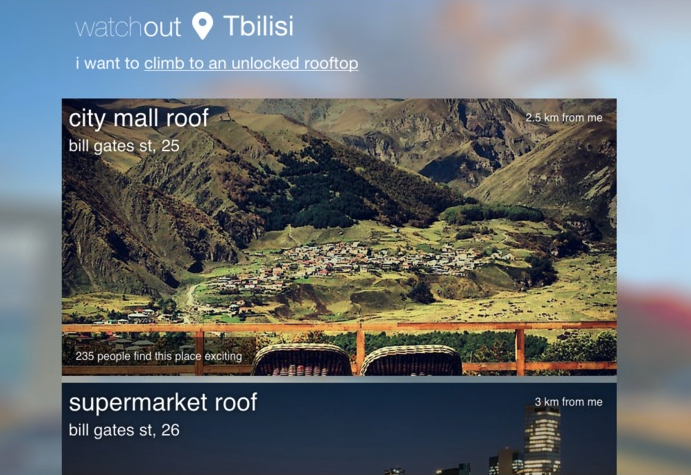 watchout Tbilisi
i want to climb to an unlocked rooftop
city mall roof
2.5 km from me
bill gates st, 25
235 people find this place exciting
supermarket roof
3 km from me
bill gates st, 26